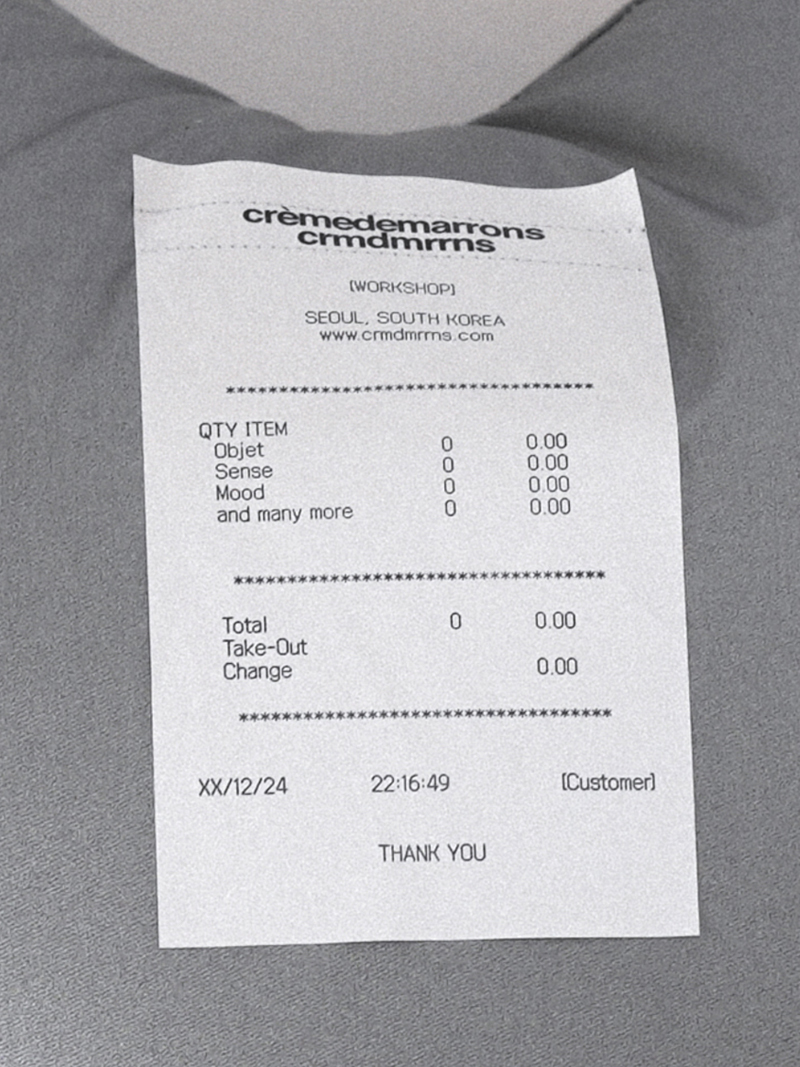 crèmedemarrons
crmdmrrns
[WORKSHOP]
SEOUL, SOUTH KOREA
www.crmdmrrns.com
**********************************
QTY ITEM
Objet 0 0.00
Sense 0 0.00
Mood 0 0.00
and many more 0 0.00
**********************************
Total 0 0.00
Take-Out
Change 0.00
**********************************
XX/12/24 22:16:49 [Customer]
THANK YOU